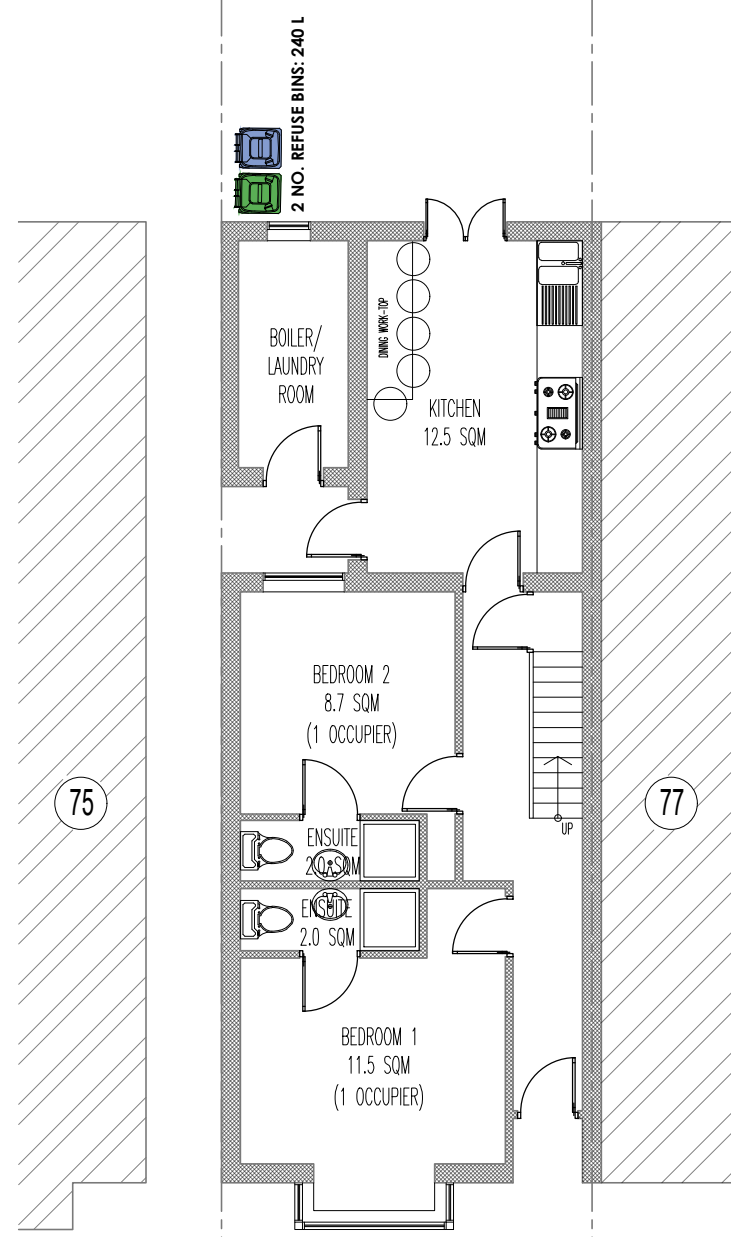 2 NO. REFUSE BINS: 240 L
BOILER/
LAUNDRY
ROOM
DINING WORK-TOP
KITCHEN
12.5 SQM
BEDROOM 2
8.7 SQM
(1 OCCUPIER)
75
77
UP
ENSUITE
2.0 SQM
ENSUITE
2.0 SQM
BEDROOM 1
11.5 SQM
(1 OCCUPIER)